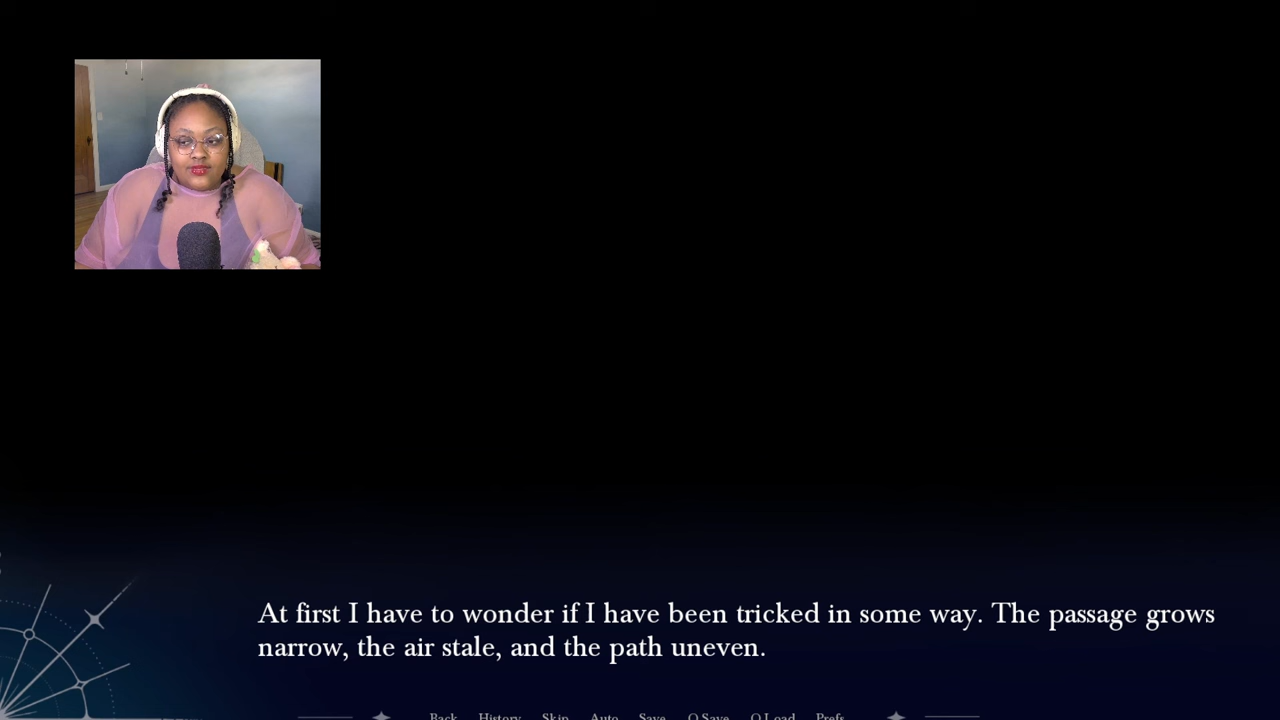 At first I have to wonder if I have been tricked in some way. The passage grows
narrow, the air stale, and the path uneven.
Back History Skip Auto Save Q.Save Q.Load Prefs